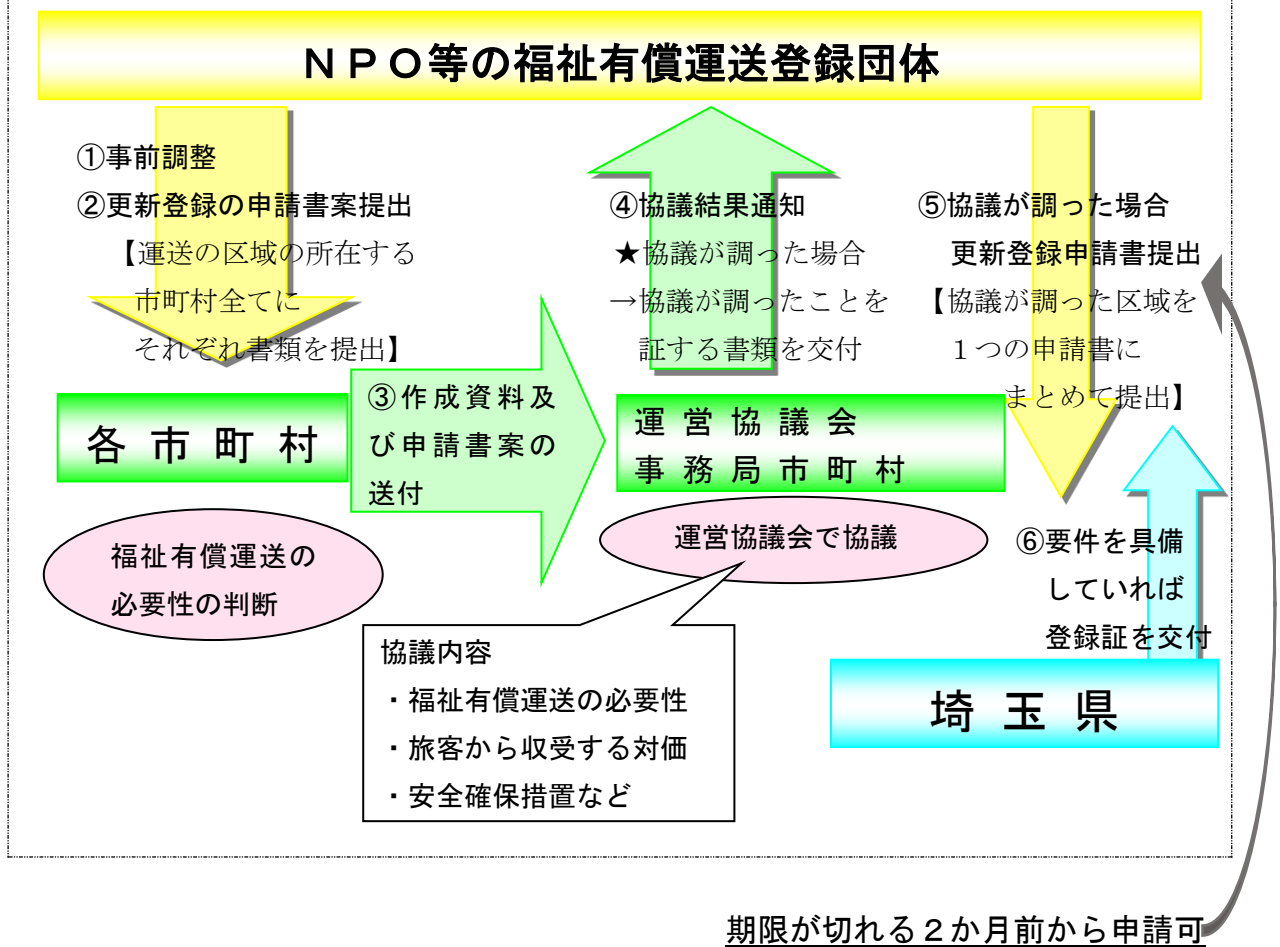 ＮＰＯ等の福祉有償運送登録団体
①事前調整
②更新登録の申請書案提出
【運送の区域の所在する
市町村全てに
それぞれ書類を提出】
④協議結果通知
★協議が調った場合
→協議が調ったことを
証する書類を交付
⑤協議が調った場合
更新登録申請書提出
【協議が調った区域を
１つの申請書に
まとめて提出】
各市町村
③作成資料及
び申請書案の
送付
運営協議会
事務局市町村
福祉有償運送の
必要性の判断
運営協議会で協議
⑥要件を具備
していれば
登録証を交付
協議内容
・福祉有償運送の必要性
・旅客から収受する対価
・安全確保措置など
埼玉県
期限が切れる２か月前から申請可